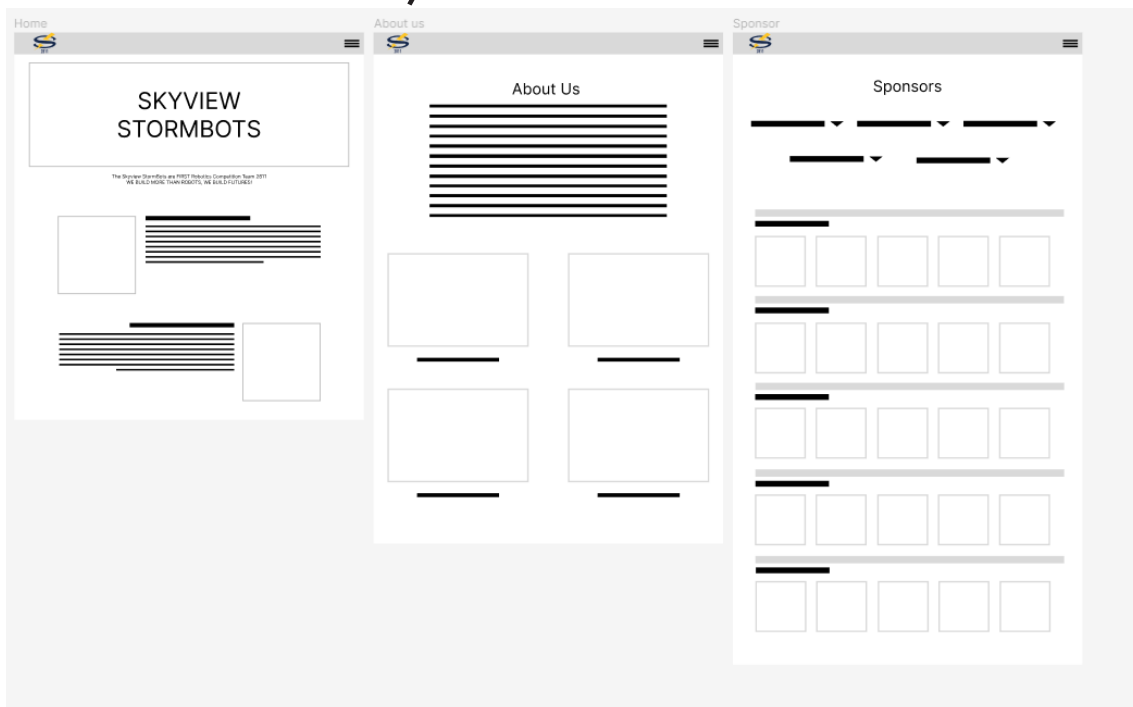 Home
About us
Sponsor
SKYVIEW
STORMBOTS
The Skyview StormBots are FIRST Robotics Competition Team 2811
WE BUILD MORE THAN ROBOTS, WE BUILD FUTURES!
About Us
Sponsors